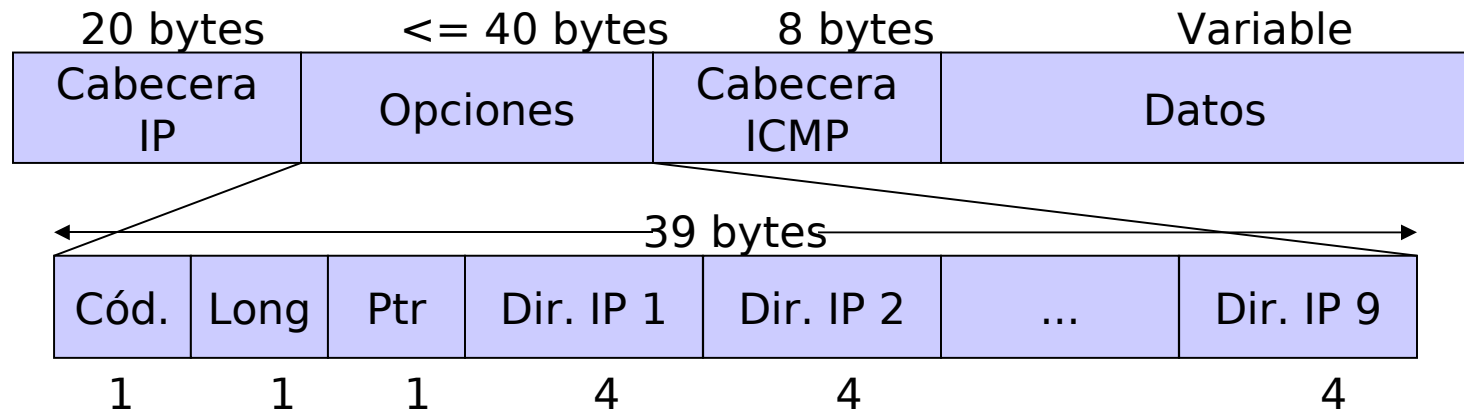 20 bytes <= 40 bytes 8 bytes Variable
Cabecera IP Opciones Cabecera ICMP Datos
39 bytes
Cód. Long Ptr Dir. IP 1 Dir. IP 2 ... Dir. IP 9
1 1 1 4 4 4